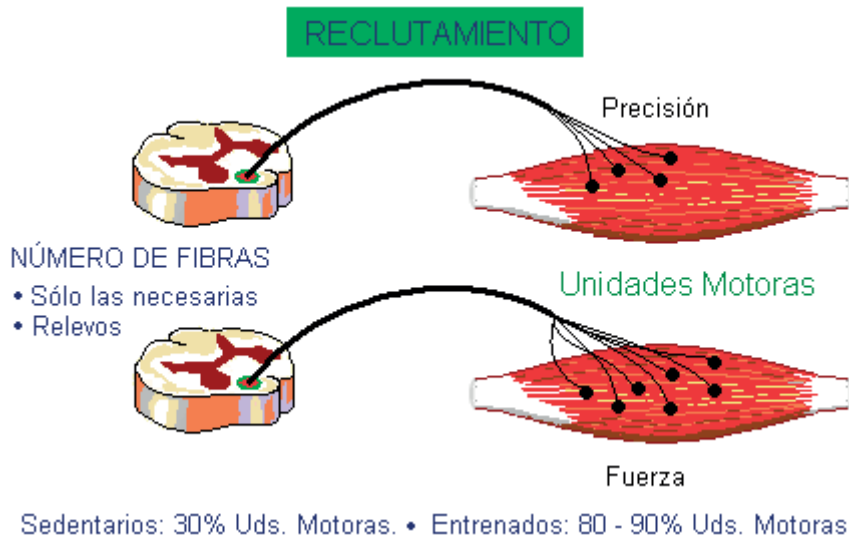 RECLUTAMIENTO
Precisión
NÚMERO DE FIBRAS
• Sólo las necesarias
• Relevos
Unidades Motoras
Fuerza
Sedentarios: 30% Uds. Motoras. • Entrenados: 80 - 90% Uds. Motoras